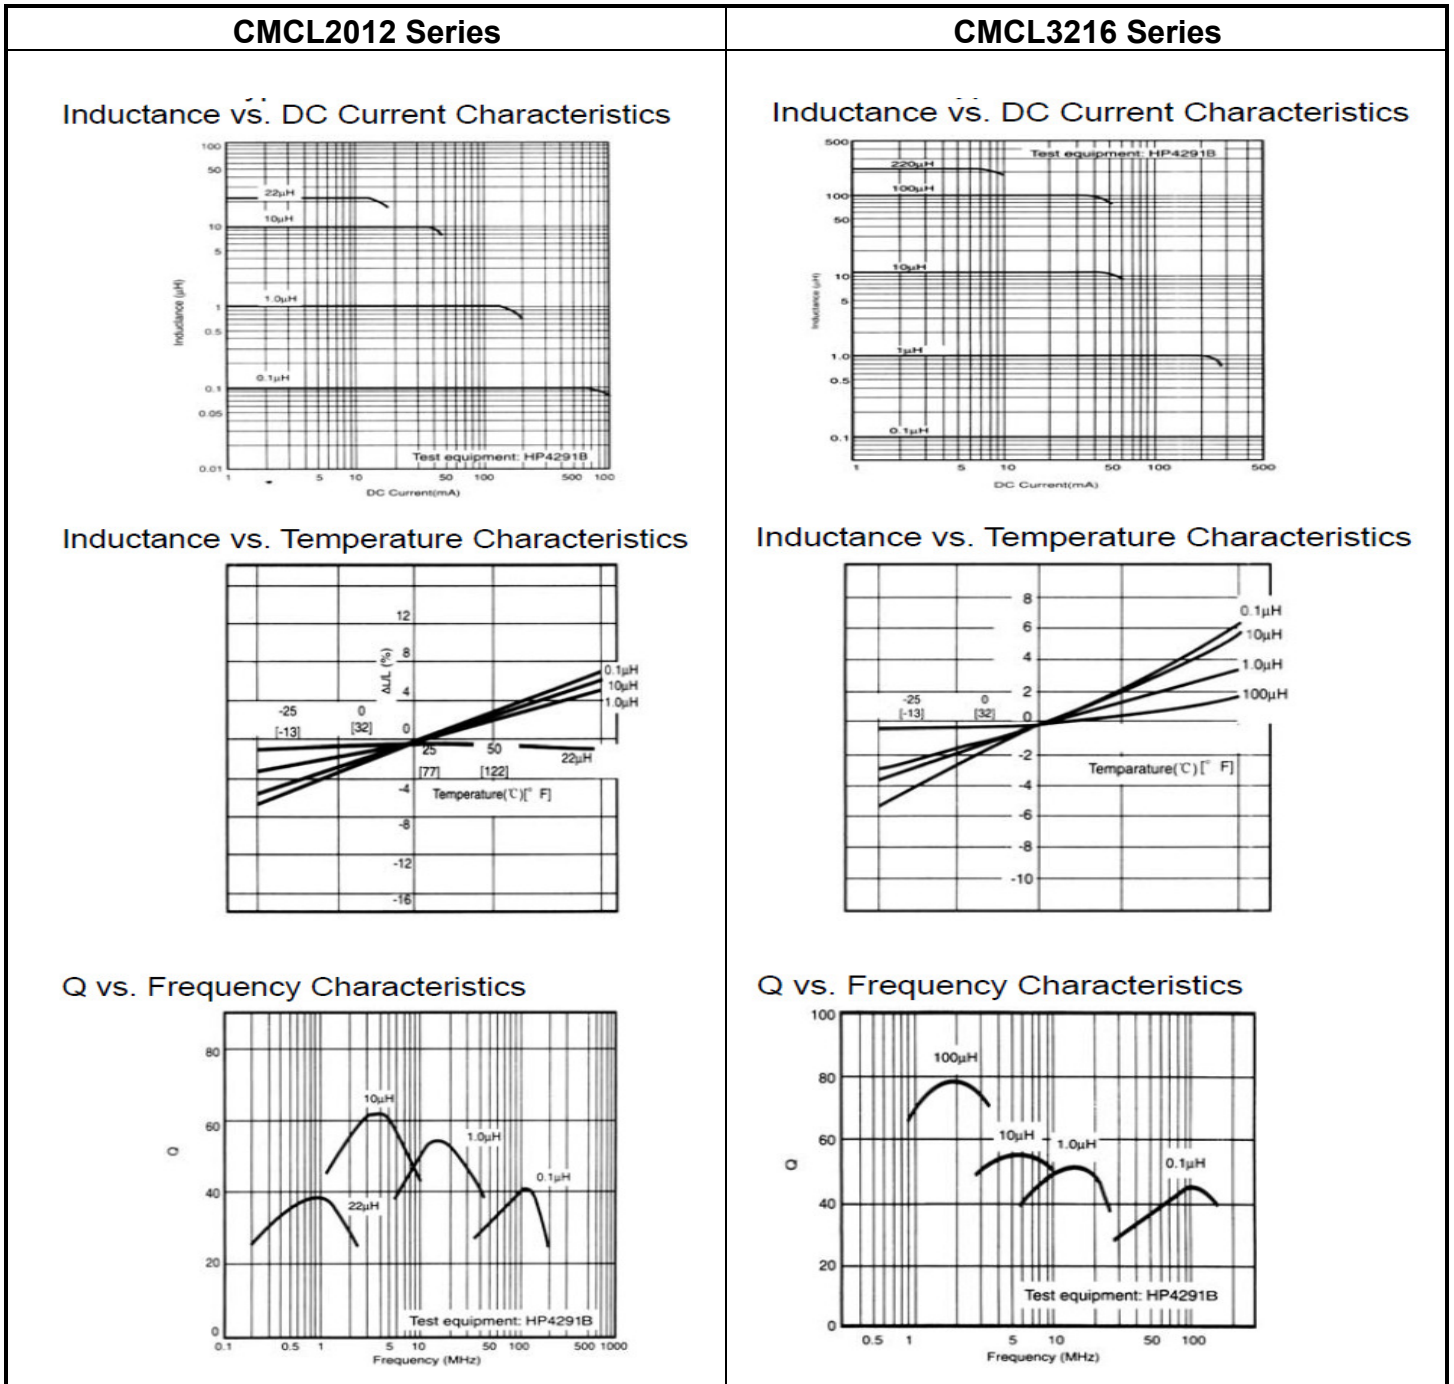 CMCL2012 Series
Inductance vs. DC Current Characteristics
100
50
22μH
10μH
10
5
Inductance (μH)
1.0μH
1
0.5
0.1μH
0.1
0.05
Test equipment: HP4291B
0.01
1 5 10 50 100 500 100
DC Current(mA)
Inductance vs. Temperature Characteristics
12
ΔL/L (%)
8
0.1μH
10μH
4
1.0μH
-25 0
[-13] [32]
0
25 50
22μH
[77] [122]
-4
Temperature(℃)[° F]
-8
-12
-16
Q vs. Frequency Characteristics
80
10μH
60
1.0μH
Q
0.1μH
40
22μH
20
Test equipment: HP4291B
0
0.1 0.5 1 5 10 50 100 500 1000
Frequency (MHz)
CMCL3216 Series
Inductance vs. DC Current Characteristics
500
Test equipment: HP4291B
220μH
100μH
100
50
10μH
10
Inductance (μH)
5
1μH
1.0
0.5
0.1μH
0.1
1 5 10 50 100 500
DC Current(mA)
Inductance vs. Temperature Characteristics
8
0.1μH
6
10μH
4
1.0μH
2
100μH
-25 0
[-13] [32]
0
-2
Temparature(℃)[° F]
-4
-6
-8
-10
Q vs. Frequency Characteristics
100
100μH
80
10μH
1.0μH
60
0.1μH
Q
40
20
Test equipment: HP4291B
0
0.5 1 5 10 50 100
Frequency (MHz)